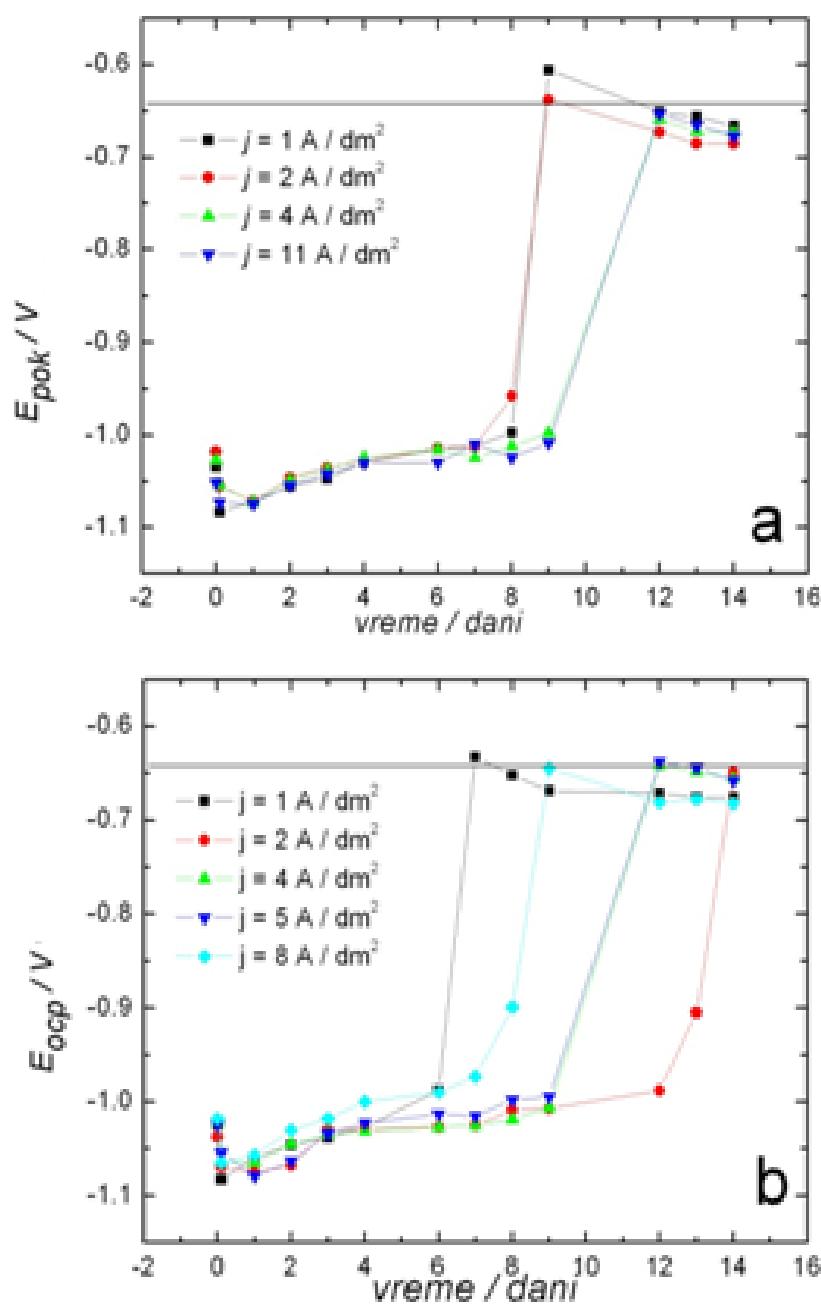 -0.6
-0.7
-0.8
-0.9
-1.0
-1.1
E_pok / V
j = 1 A / dm²
j = 2 A / dm²
j = 4 A / dm²
j = 11 A / dm²
a
-2 0 2 4 6 8 10 12 14 16
vreme / dani
-0.6
-0.7
-0.8
-0.9
-1.0
-1.1
E_ocp / V
j = 1 A / dm²
j = 2 A / dm²
j = 4 A / dm²
j = 5 A / dm²
j = 8 A / dm²
b
-2 0 2 4 6 8 10 12 14 16
vreme / dani